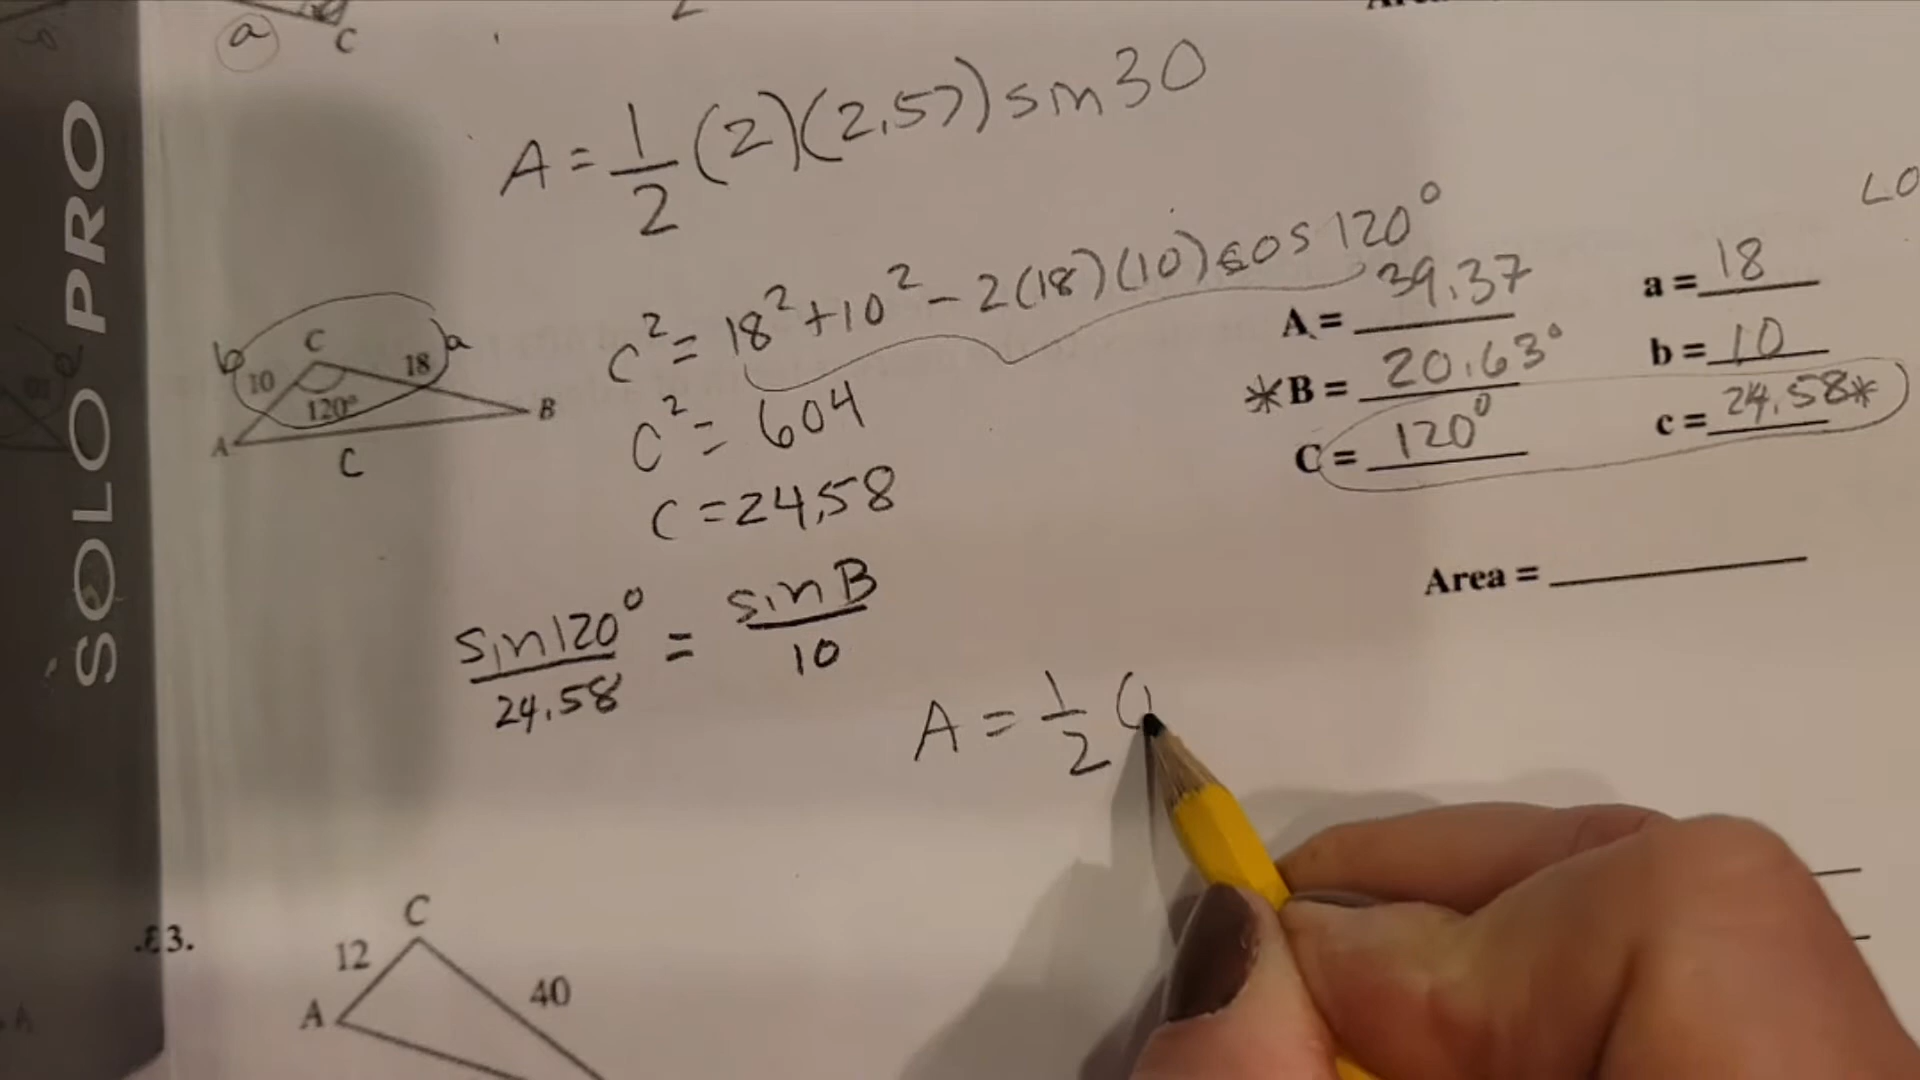 a C
A = 1/2 (2)(2.57) sin 30
C² = 18² + 10² - 2(18)(10) cos 120°
C² = 604
C = 24.58
b C a
10 18
120°
A B
C
A = 39.37
*B = 20.63°
C = 120°
a = 18
b = 10
c = 24.58*
Area =
sin 120° / 24.58 = sin B / 10
A = 1/2 (
SOLO PRO
3.
C
12
40
A